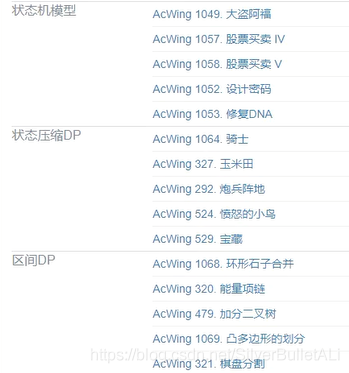 状态机模型
AcWing 1049. 大盗阿福
AcWing 1057. 股票买卖 IV
AcWing 1058. 股票买卖 V
AcWing 1052. 设计密码
AcWing 1053. 修复DNA
状态压缩DP
AcWing 1064. 骑士
AcWing 327. 玉米田
AcWing 292. 炮兵阵地
AcWing 524. 愤怒的小鸟
AcWing 529. 宝藏
区间DP
AcWing 1068. 环形石子合并
AcWing 320. 能量项链
AcWing 479. 加分二叉树
AcWing 1069. 凸多边形的划分
https://blog.csdn.net/SilverBulletALI
AcWing 321. 棋盘分割